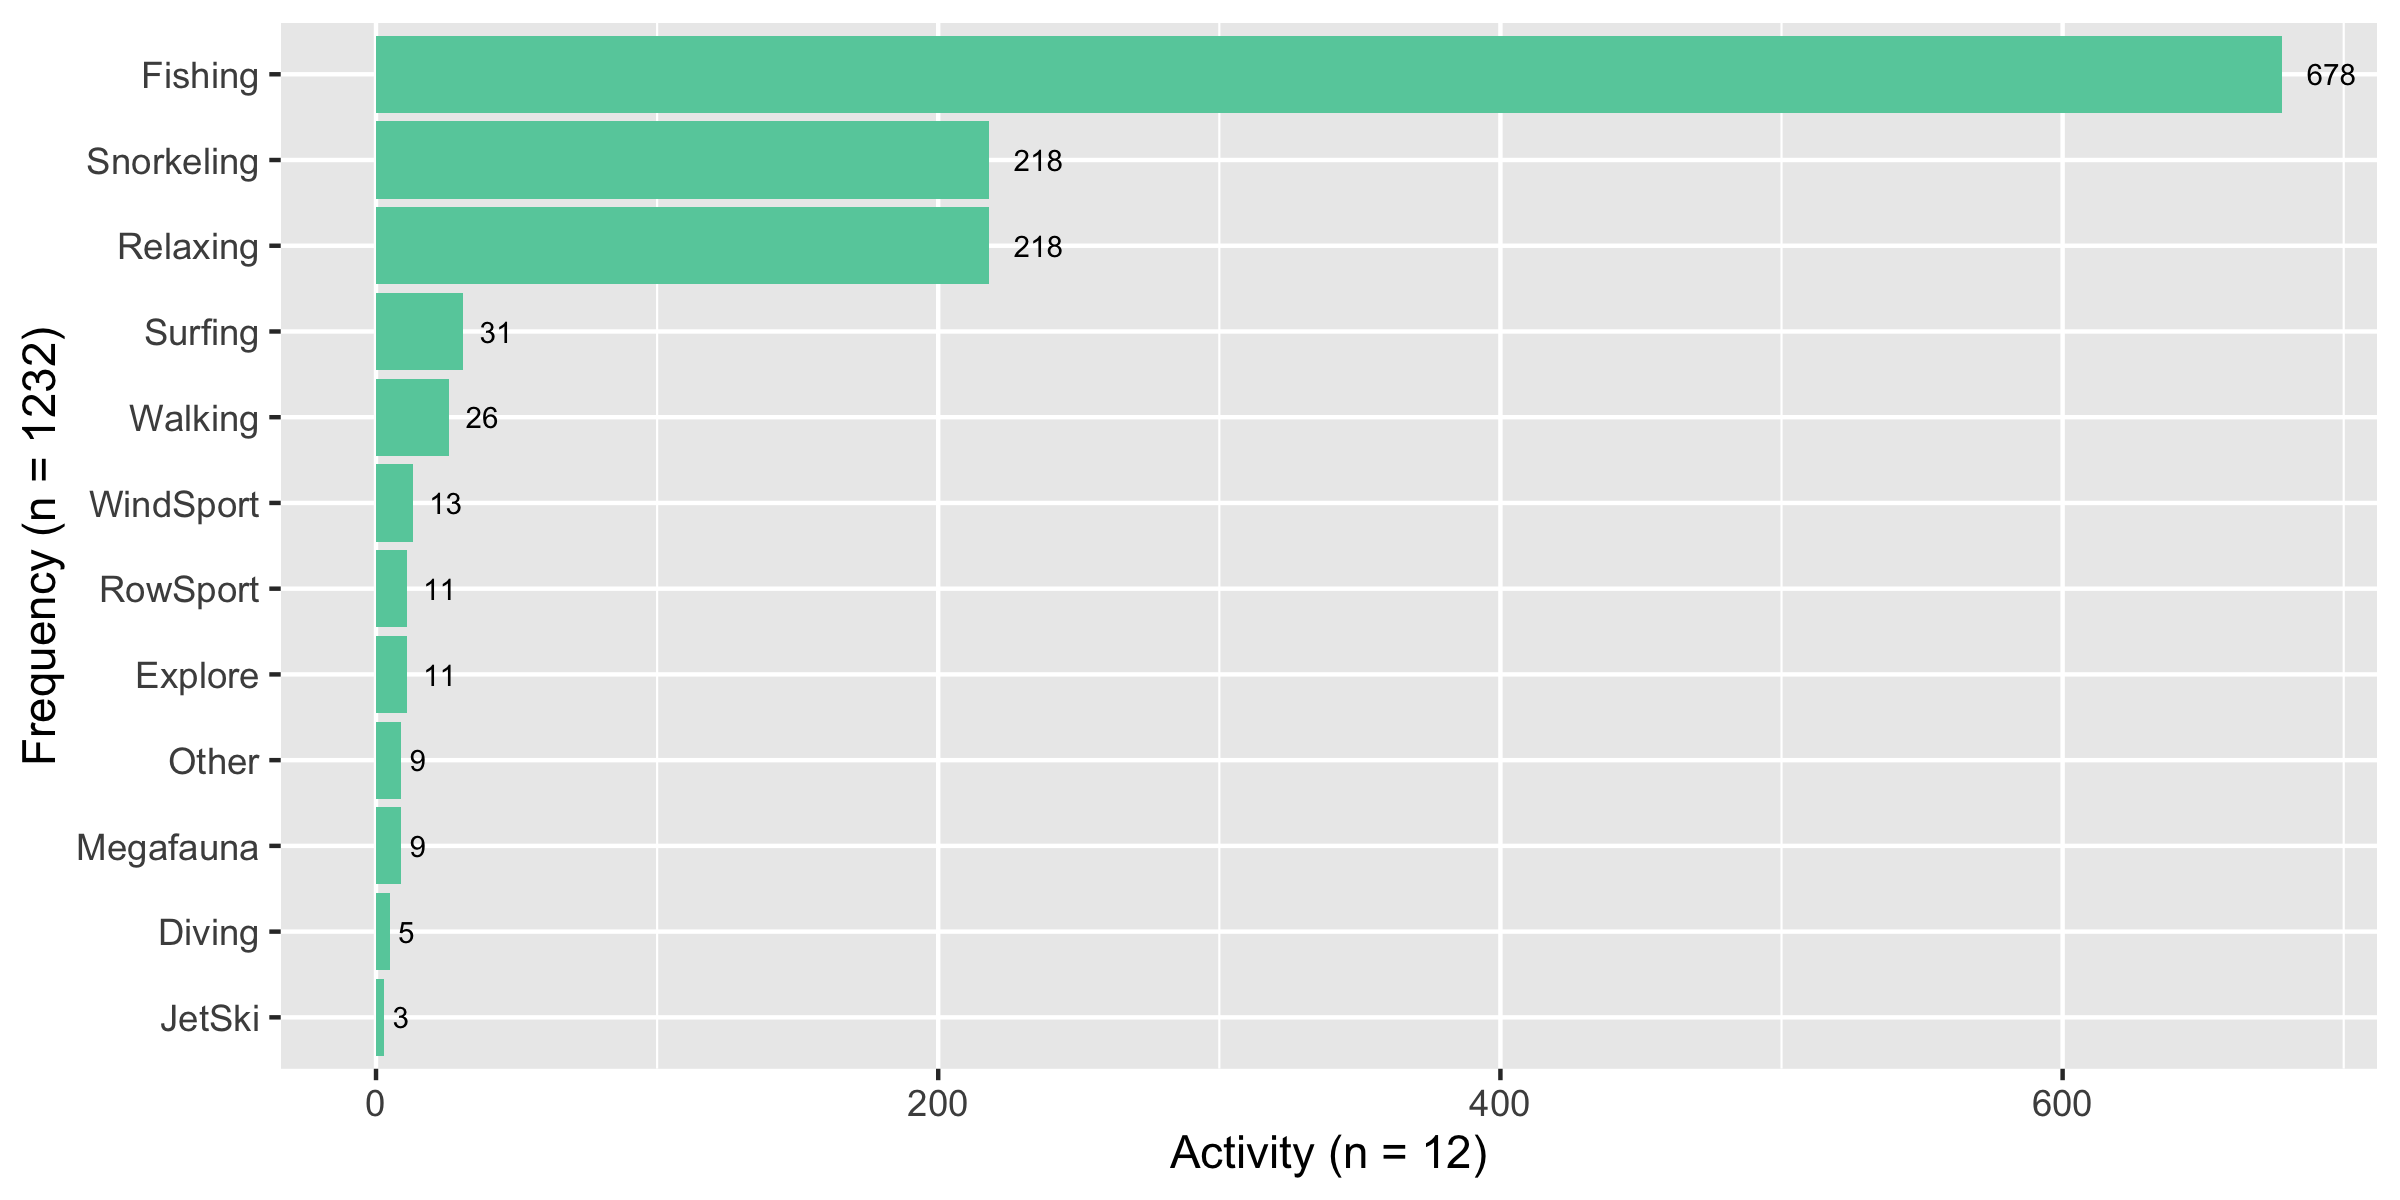 Frequency (n = 1232)
Fishing 678
Snorkeling 218
Relaxing 218
Surfing 31
Walking 26
WindSport 13
RowSport 11
Explore 11
Other 9
Megafauna 9
Diving 5
JetSki 3
0 200 400 600
Activity (n = 12)